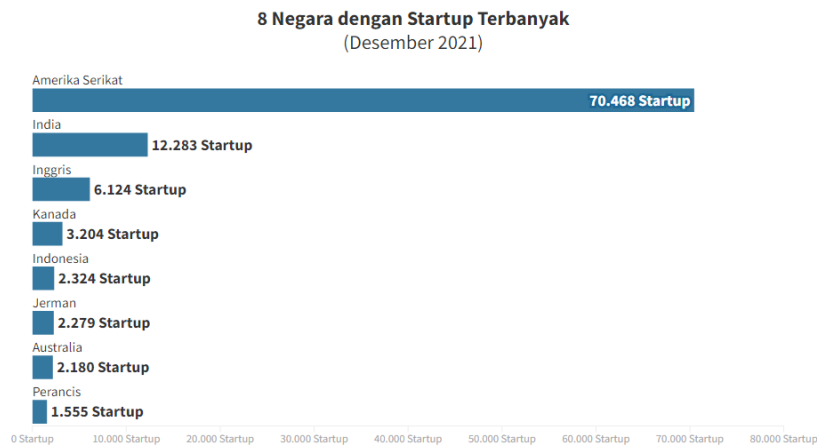 8 Negara dengan Startup Terbanyak
(Desember 2021)
Amerika Serikat
70.468 Startup
India
12.283 Startup
Inggris
6.124 Startup
Kanada
3.204 Startup
Indonesia
2.324 Startup
Jerman
2.279 Startup
Australia
2.180 Startup
Perancis
1.555 Startup
0 Startup 10.000 Startup 20.000 Startup 30.000 Startup 40.000 Startup 50.000 Startup 60.000 Startup 70.000 Startup 80.000 Startup